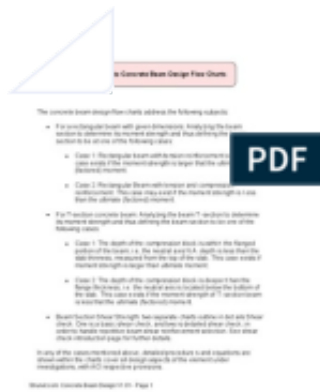 Concrete Beam Design Flow Charts
The concrete beam design flow charts address the following subjects:
• For a rectangular beam with given dimensions: Analyzing the beam
section to determine its moment strength and thus defining the beam
section to be at one of the following cases:
PDF
o Case 1: Rectangular beam with tension reinforcement
case exists if the moment strength is larger than the ultimate
(factored) moment.
o Case 2: Rectangular Beam with tension and compression
reinforcement. This case may exist if the moment strength is less
than the ultimate (factored) moment.
• For T-section concrete beam: Analyzing the beam T-section to determine
its moment strength and thus defining the beam section to be one of the
following cases:
o Case 1: The depth of the compression block is within the flanged
portion of the beam, i.e. the neutral axis N.A. depth is less than the
slab thickness, measured from the top of the slab. This case exists if
moment strength is larger than ultimate moment.
o Case 2: The depth of the compression block is deeper than the
flange thickness, i.e. the neutral axis is located below the bottom of
the slab. This case exists if the moment strength of T-section beam
is less than the ultimate (factored) moment.
• Beam Section Shear Strength: two separate charts outline in details Shear
check. One is a basic shear check, and two is detailed shear check, in
order to handle repetitive beam shear reinforcement selection. See shear
check introduction page for further details.
In any of the cases mentioned above, detailed procedures and equations are
shown within the charts cover all design aspects of the element under
investigations, with ACI respective provisions.
Concrete Beam Design V1.01 - Page 1